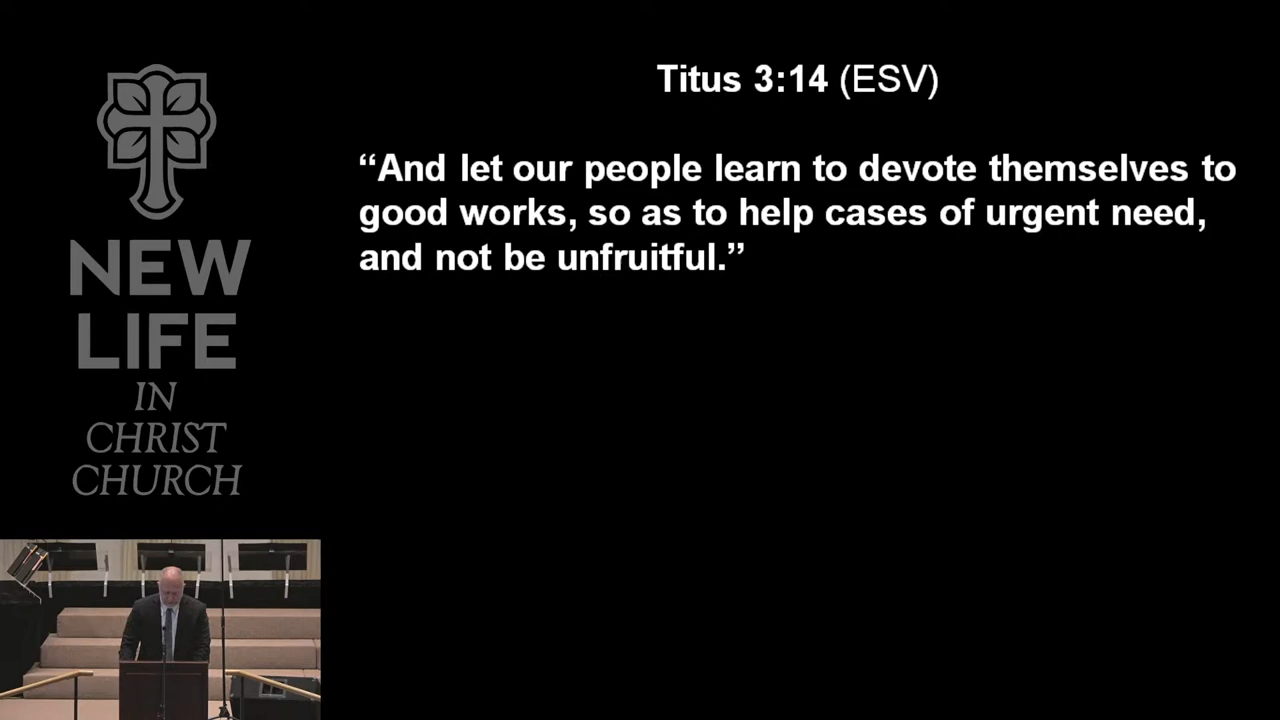 NEW
LIFE
IN
CHRIST
CHURCH
Titus 3:14 (ESV)
“And let our people learn to devote themselves to
good works, so as to help cases of urgent need,
and not be unfruitful.”